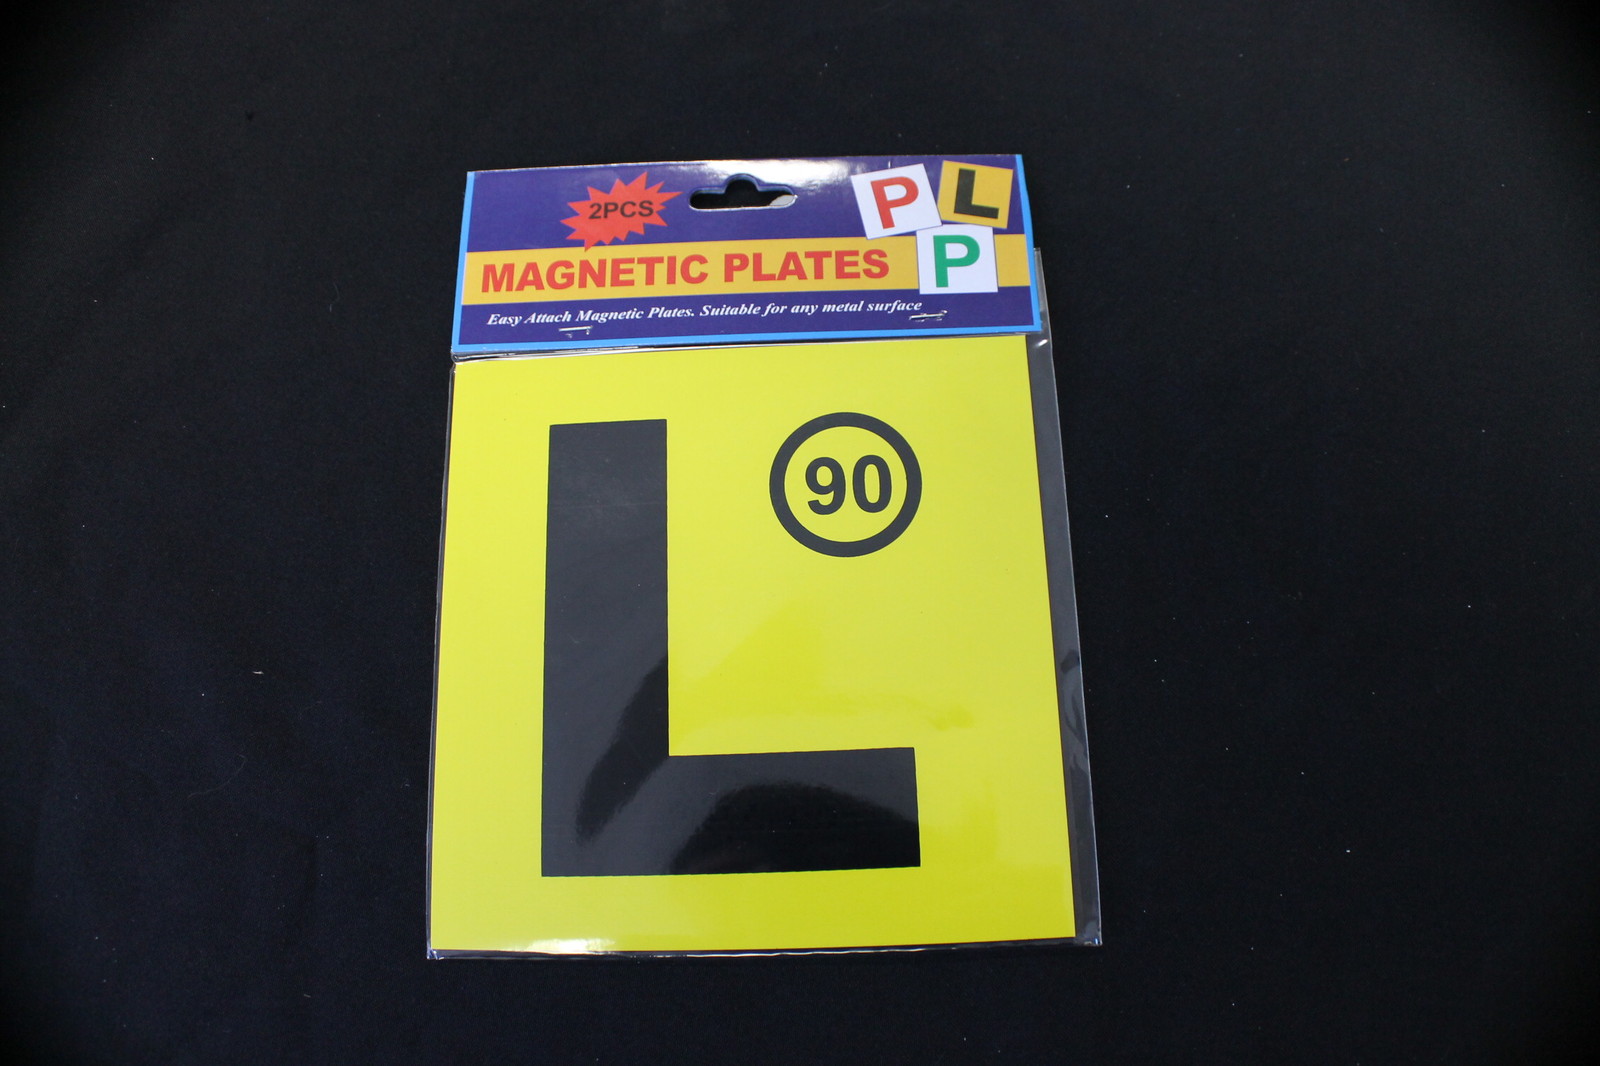 2PCS
P
L
P
MAGNETIC PLATES
Easy Attach Magnetic Plates. Suitable for any metal surface
L
90